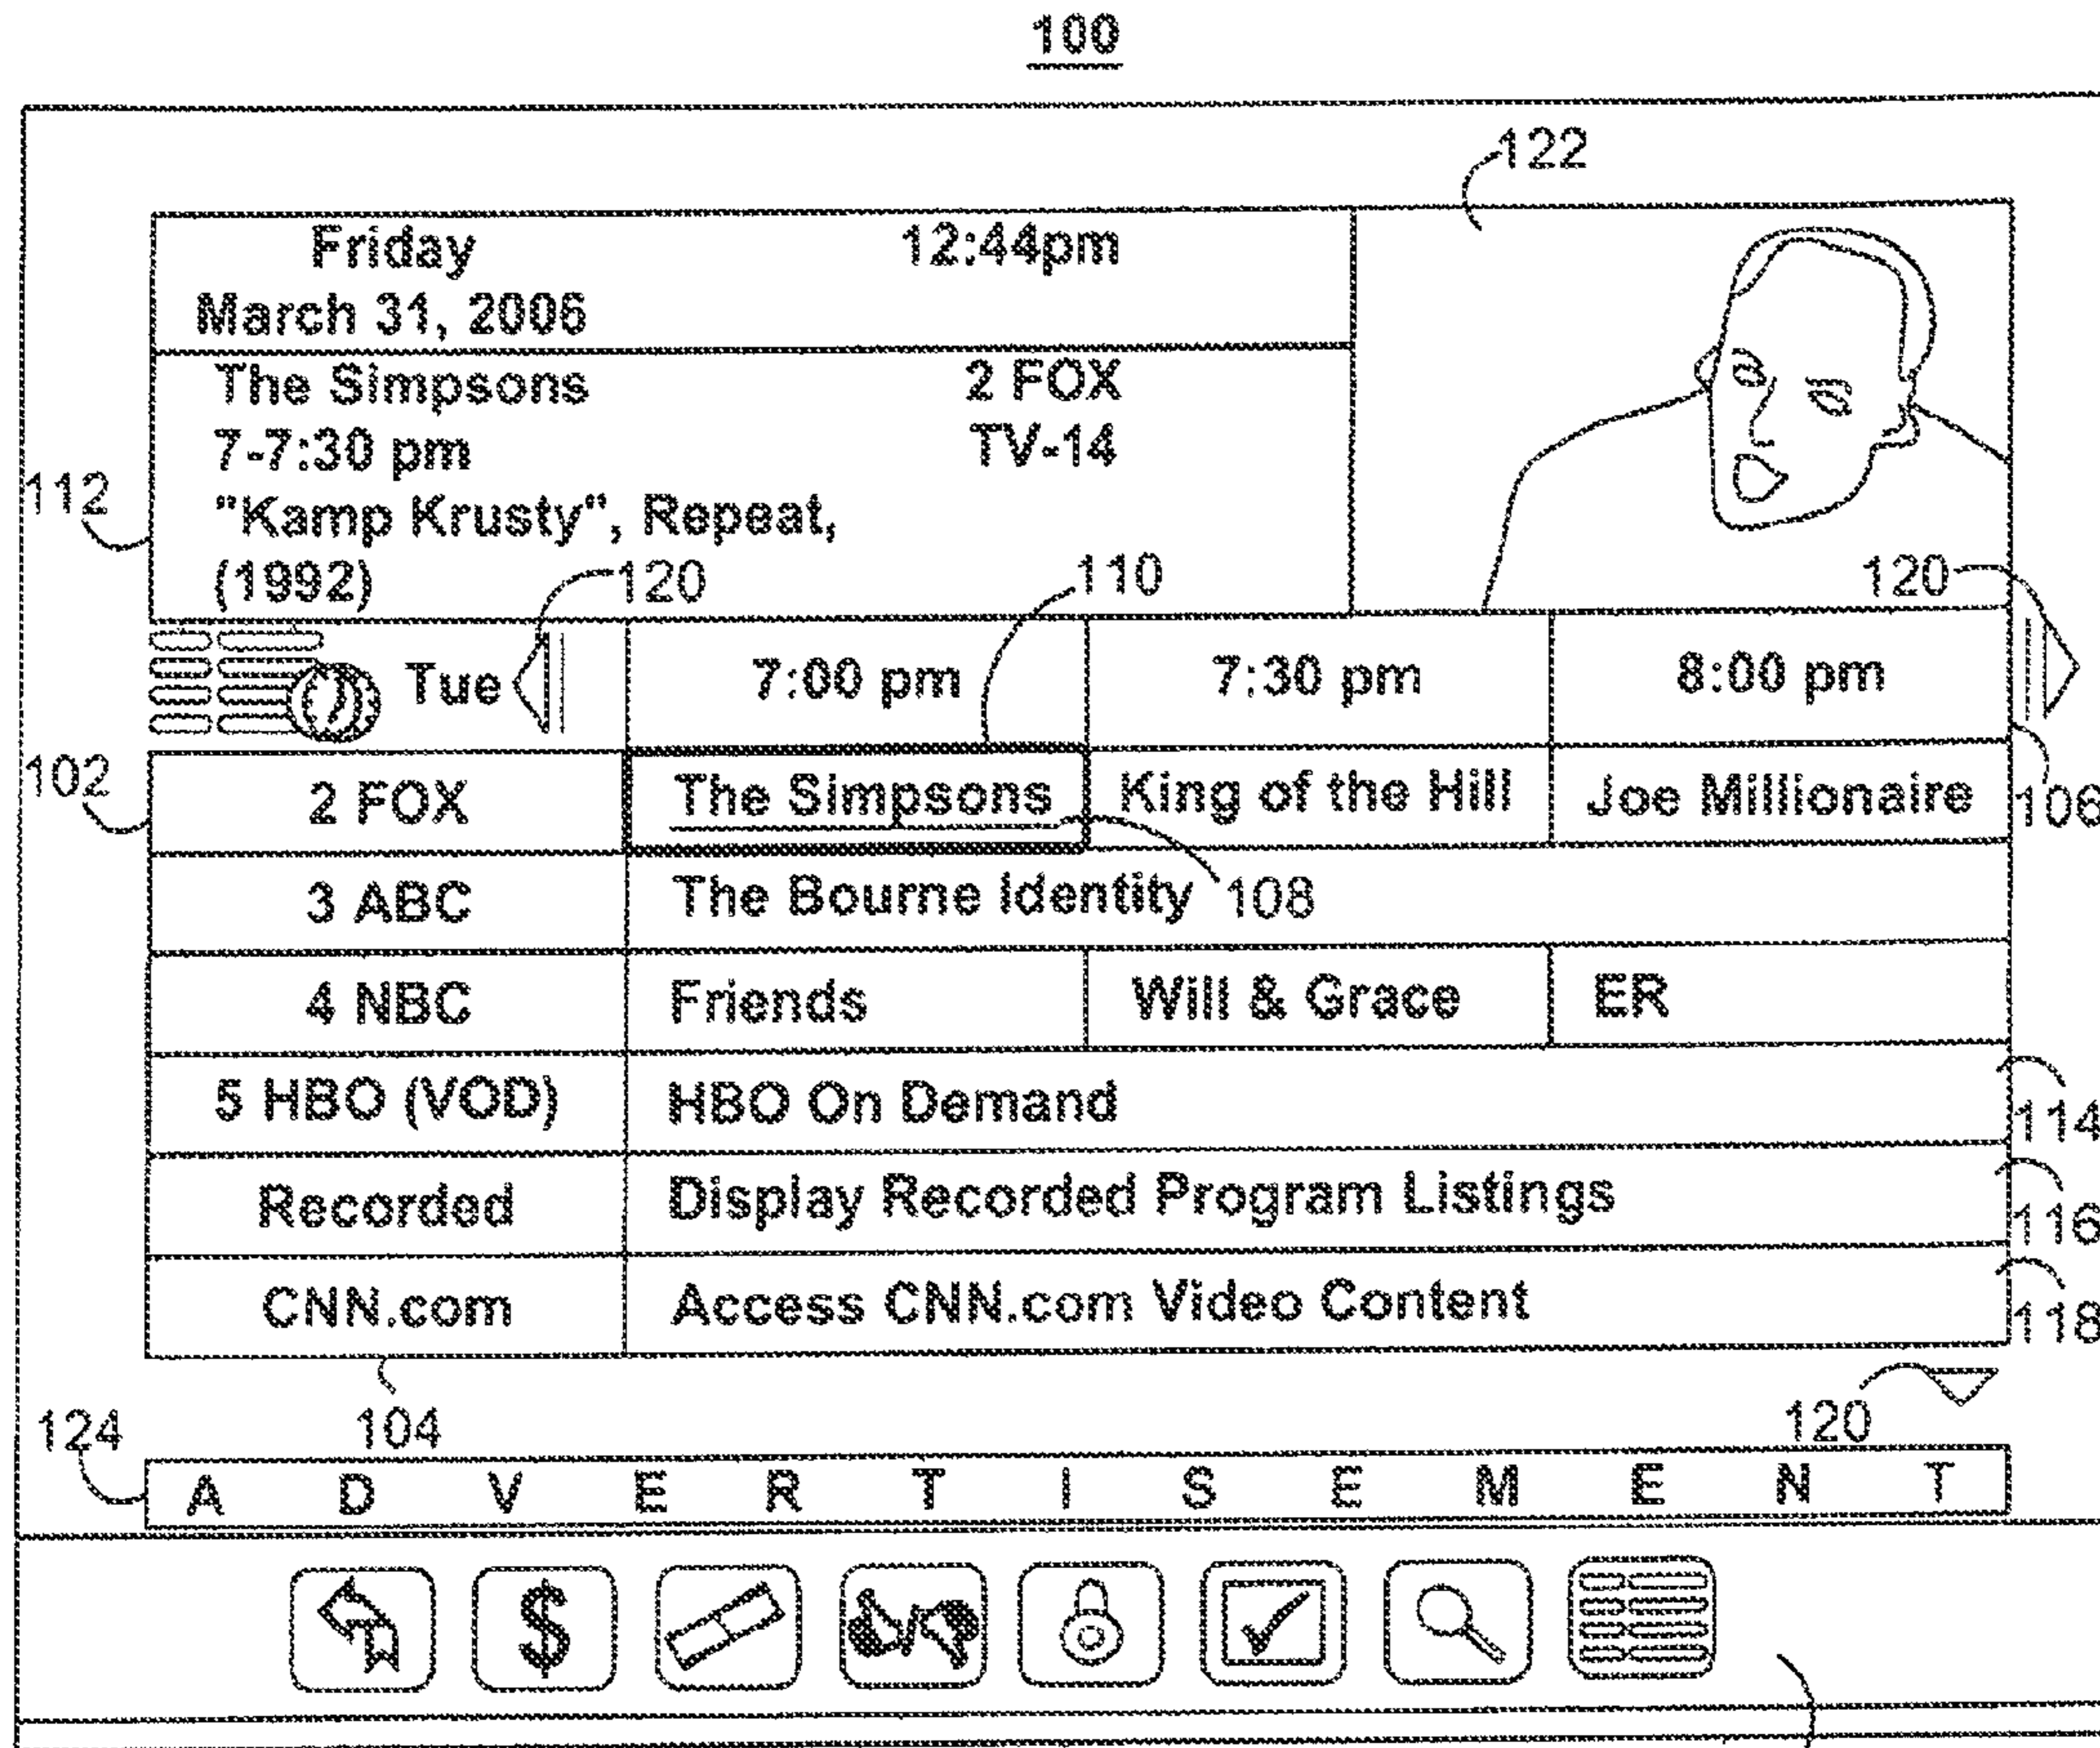 100
122
Friday 12:44pm
March 31, 2006
The Simpsons 2 FOX
7-7:30 pm TV-14
112
"Kamp Krusty", Repeat,
(1992) 120 110 120
Tue 7:00 pm 7:30 pm 8:00 pm
102
2 FOX The Simpsons King of the Hill Joe Millionaire 106
3 ABC The Bourne Identity 108
4 NBC Friends Will & Grace ER
5 HBO (VOD) HBO On Demand 114
Recorded Display Recorded Program Listings 116
CNN.com Access CNN.com Video Content 118
124 104 120
A D V E R T I S E M E N T
$